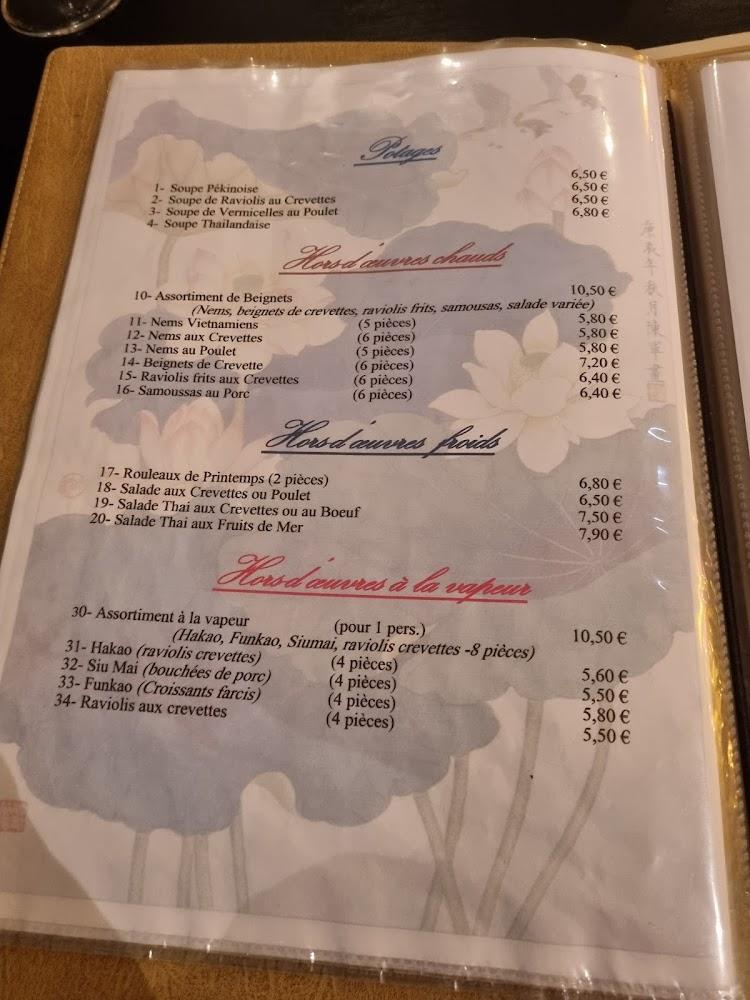 Potages
1- Soupe Pékinoise 6,50 €
2- Soupe de Raviolis au Crevettes 6,50 €
3- Soupe de Vermicelles au Poulet 6,50 €
4- Soupe Thailandaise 6,80 €
Hors d'œuvres chauds
10- Assortiment de Beignets 10,50 €
(Nems, beignets de crevettes, raviolis frits, samousas, salade variée)
11- Nems Vietnamiens (5 pièces) 5,80 €
12- Nems aux Crevettes (6 pièces) 5,80 €
13- Nems au Poulet (5 pièces) 5,80 €
14- Beignets de Crevette (6 pièces) 7,20 €
15- Raviolis frits aux Crevettes (6 pièces) 6,40 €
16- Samoussas au Porc (6 pièces) 6,40 €
Hors d'œuvres froids
17- Rouleaux de Printemps (2 pièces) 6,80 €
18- Salade aux Crevettes ou Poulet 6,50 €
19- Salade Thai aux Crevettes ou au Boeuf 7,50 €
20- Salade Thai aux Fruits de Mer 7,90 €
Hors d'œuvres à la vapeur
30- Assortiment à la vapeur (pour 1 pers.) 10,50 €
(Hakao, Funkao, Siumai, raviolis crevettes -8 pièces)
31- Hakao (raviolis crevettes) (4 pièces) 5,60 €
32- Siu Mai (bouchées de porc) (4 pièces) 5,50 €
33- Funkao (Croissants farcis) (4 pièces) 5,80 €
34- Raviolis aux crevettes (4 pièces) 5,50 €